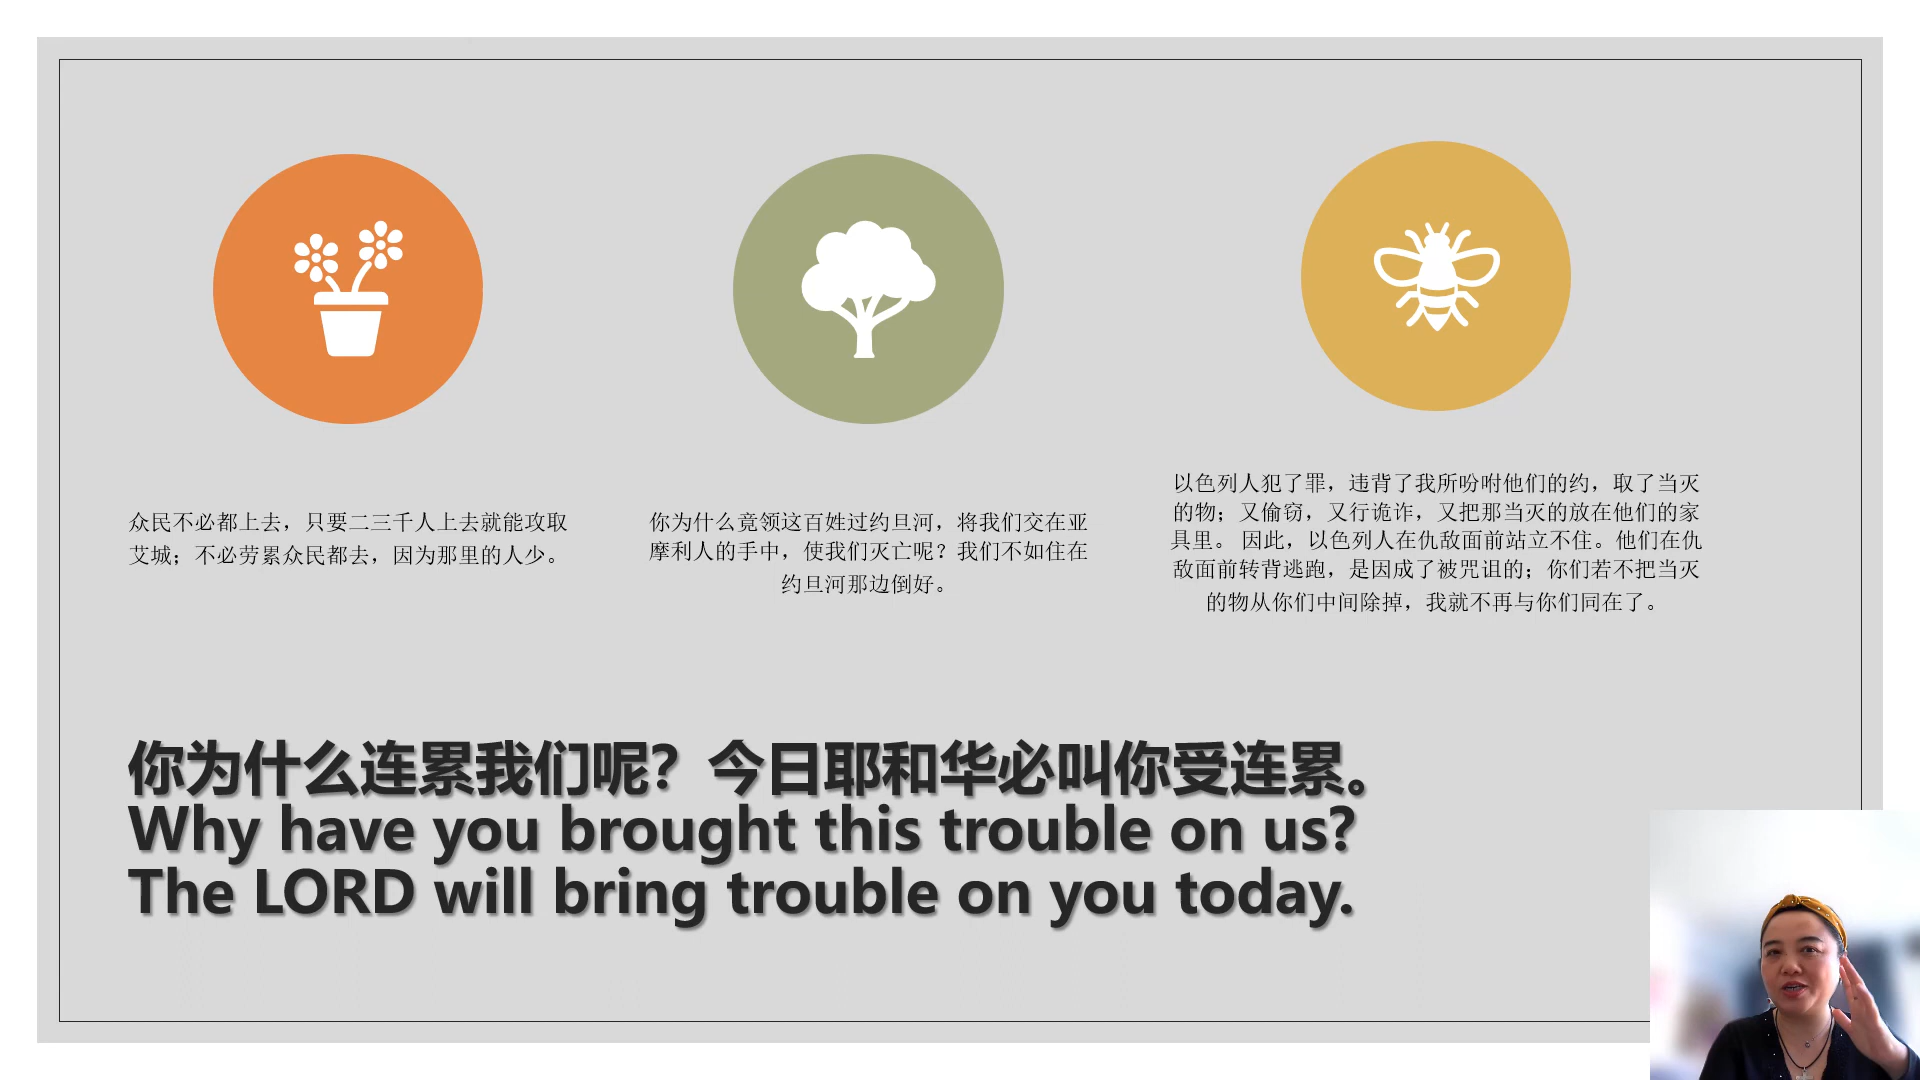 众民不必都上去，只要二三千人上去就能攻取
艾城；不必劳累众民都去，因为那里的人少。
你为什么竟领这百姓过约旦河，将我们交在亚
摩利人的手中，使我们灭亡呢？我们不如住在
约旦河那边倒好。
以色列人犯了罪，违背了我所吩咐他们的约，取了当灭
的物；又偷窃，又行诡诈，又把那当灭的放在他们的家
具里。 因此，以色列人在仇敌面前站立不住。他们在仇
敌面前转背逃跑，是因成了被咒诅的；你们若不把当灭
的物从你们中间除掉，我就不再与你们同在了。
你为什么连累我们呢？今日耶和华必叫你受连累。
Why have you brought this trouble on us?
The LORD will bring trouble on you today.